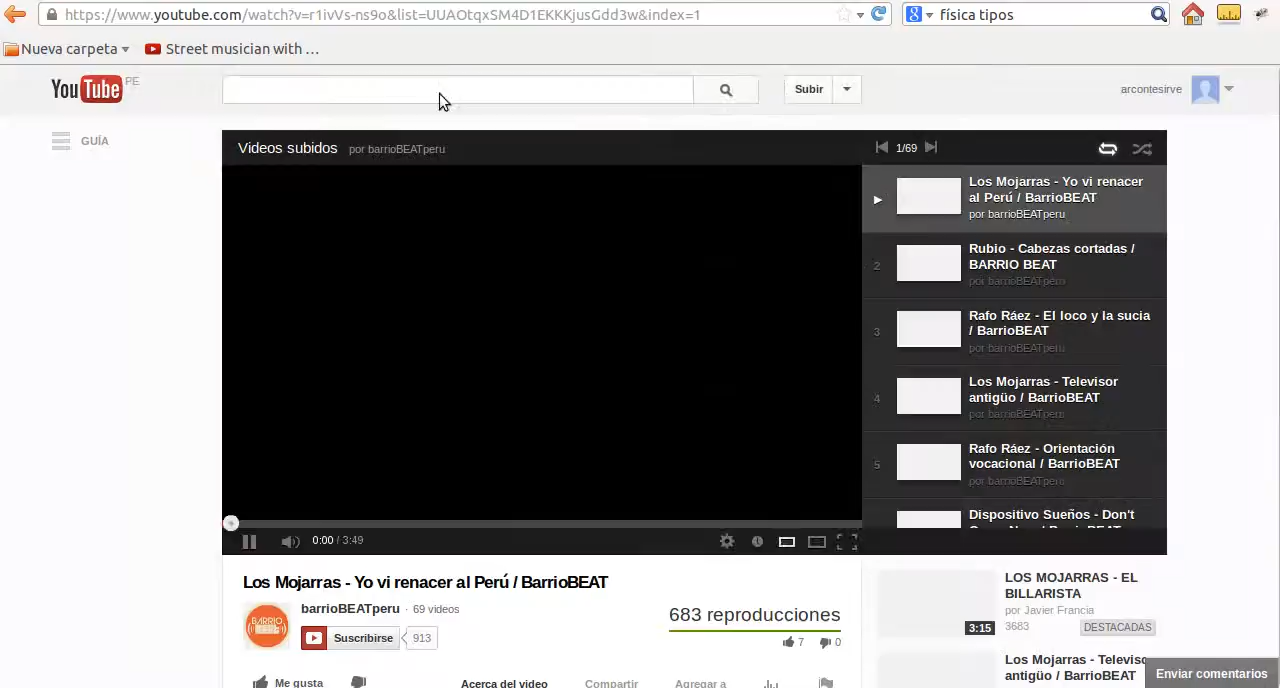 https://www.youtube.com/watch?v=r1ivVs-ns9o&list=UUAOtqxSM4D1EKKKjusGdd3w&index=1
física tipos
Nueva carpeta
Street musician with ...
YouTube PE
Subir
arcontesirve
GUÍA
Videos subidos por barrioBEATperu
1/69
Los Mojarras - Yo vi renacer
al Perú / BarrioBEAT
por barrioBEATperu
2
Rubio - Cabezas cortadas /
BARRIO BEAT
por barrioBEATperu
3
Rafo Ráez - El loco y la sucia
/ BarrioBEAT
por barrioBEATperu
4
Los Mojarras - Televisor
antigüo / BarrioBEAT
por barrioBEATperu
5
Rafo Ráez - Orientación
vocacional / BarrioBEAT
por barrioBEATperu
Dispositivo Sueños - Don't
0:00 / 3:49
Los Mojarras - Yo vi renacer al Perú / BarrioBEAT
barrioBEATperu · 69 videos
Suscribirse 913
683 reproducciones
7 0
Me gusta
Acerca del video
Compartir
Agregar a
LOS MOJARRAS - EL
BILLARISTA
por Javier Francia
3683
DESTACADAS
3:15
Los Mojarras - Televiso
antigüo / BarrioBEAT
Enviar comentarios